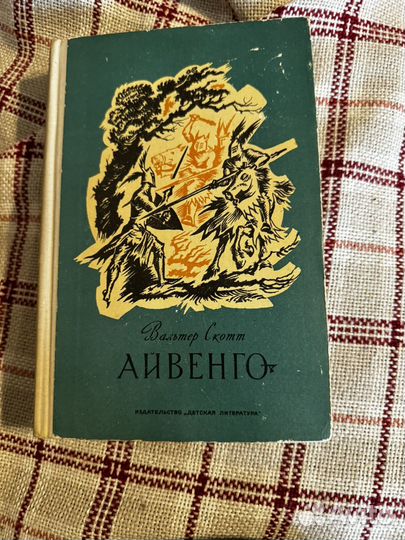 Вальтер Скотт
АЙВЕНГО
ИЗДАТЕЛЬСТВО „ДЕТСКАЯ ЛИТЕРАТУРА"